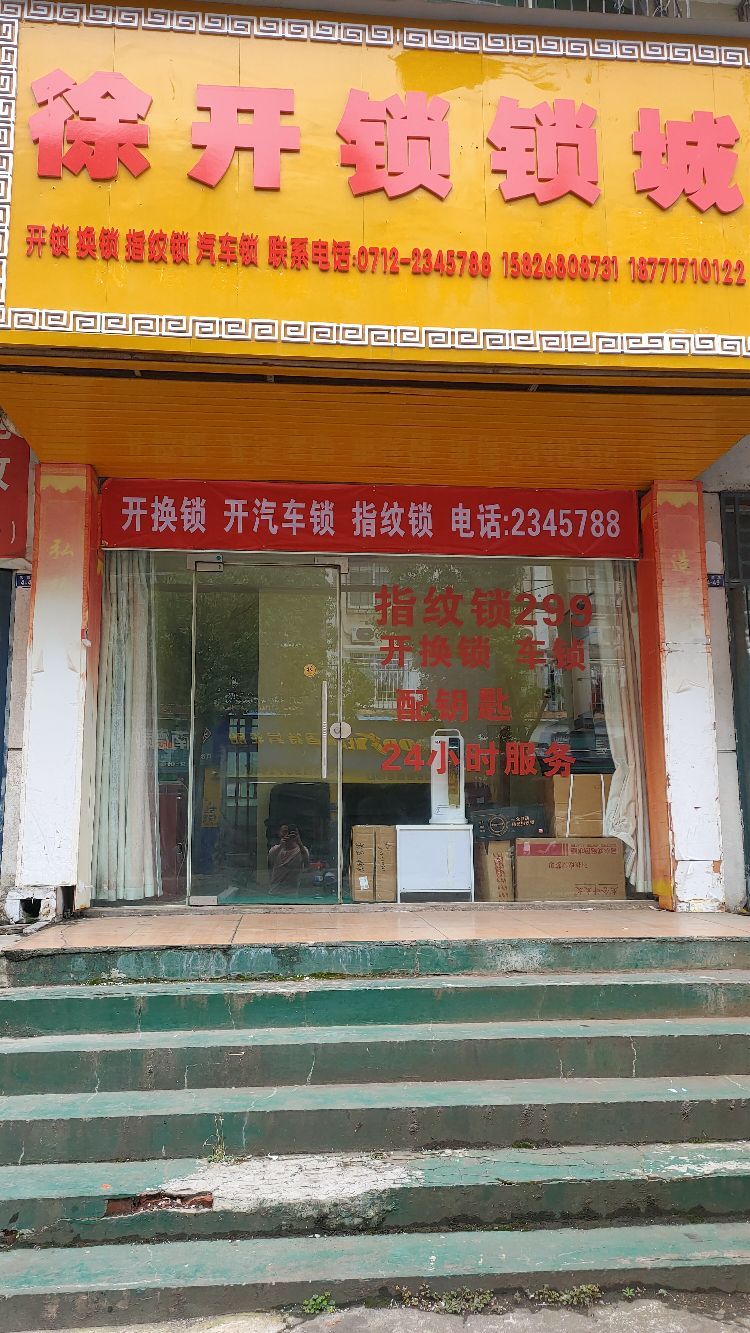 徐开锁锁城
开锁 换锁 指纹锁 汽车锁 联系电话:0712-2345788 15826808731 18771710122
开换锁 开汽车锁 指纹锁 电话:2345788
弘
造
指纹锁299
开换锁 车锁
配钥匙
24小时服务